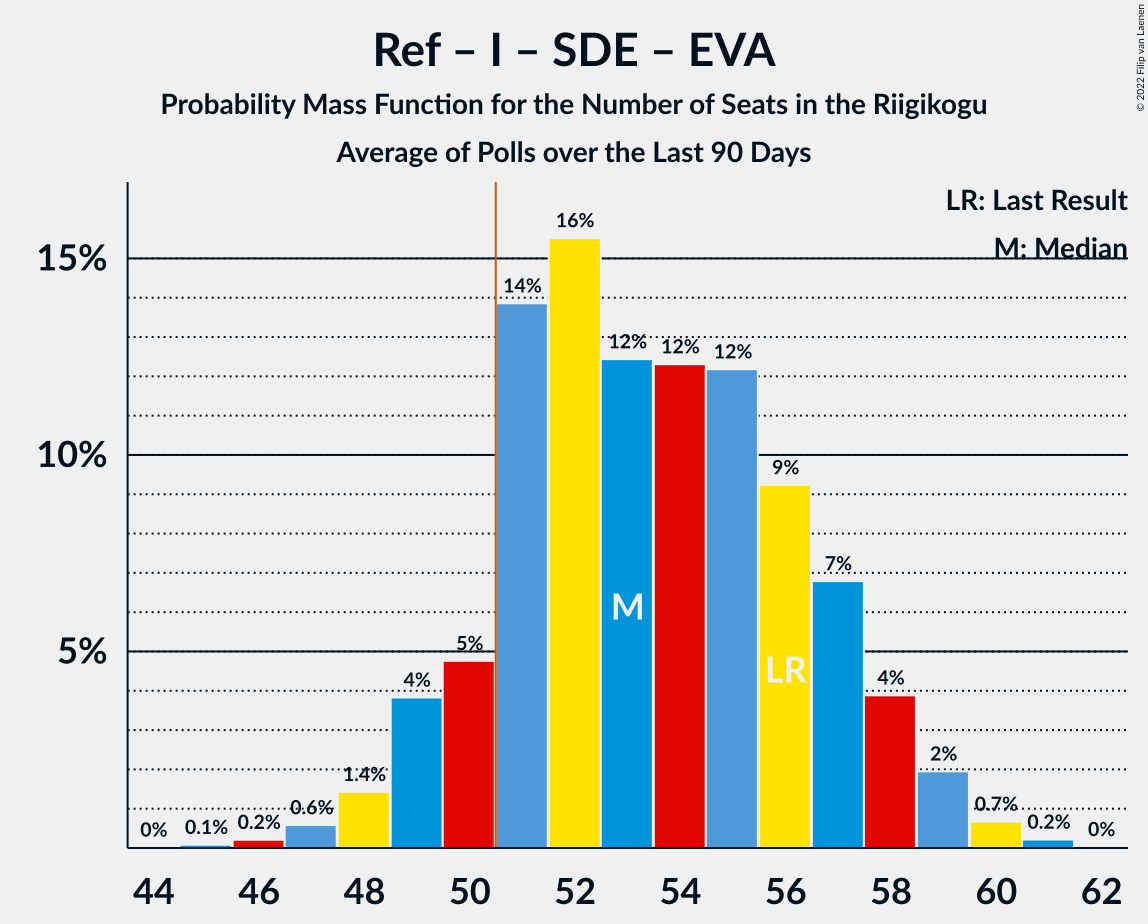 Ref – I – SDE – EVA
Probability Mass Function for the Number of Seats in the Riigikogu
Average of Polls over the Last 90 Days
© 2022 Filip van Laenen
LR: Last Result
M: Median
15%
10%
5%
0%
0.1%
0.2%
0.6%
1.4%
4%
5%
14%
16%
12%
12%
12%
9%
7%
4%
2%
0.7%
0.2%
0%
M
LR
44 46 48 50 52 54 56 58 60 62